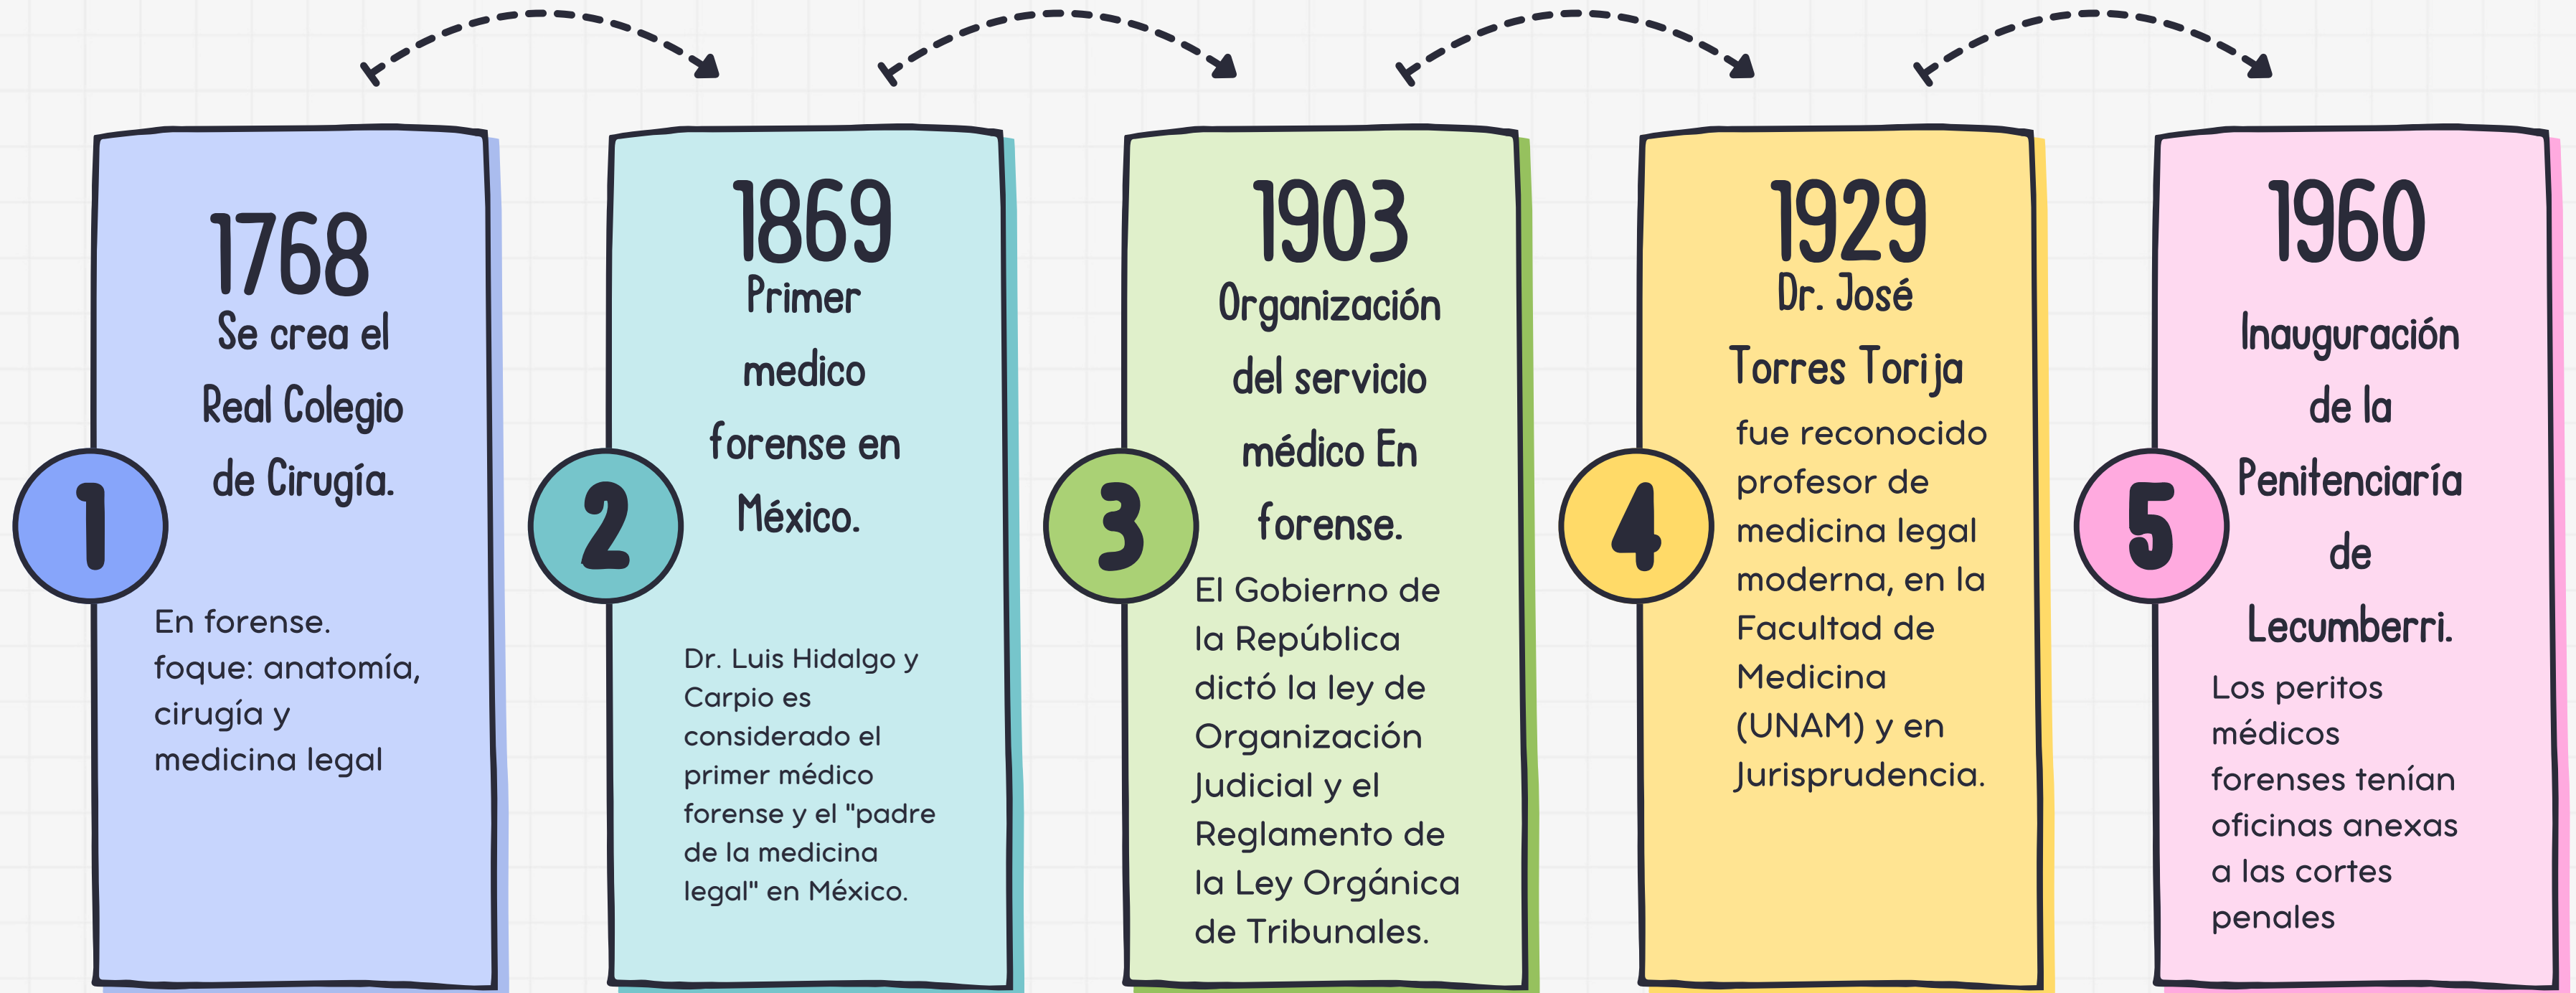 1768
Se crea el
Real Colegio
de Cirugía.
1
En forense.
foque: anatomía,
cirugía y
medicina legal
1869
Primer
medico
forense en
México.
2
Dr. Luis Hidalgo y
Carpio es
considerado el
primer médico
forense y el "padre
de la medicina
legal" en México.
1903
Organización
del servicio
médico En
forense.
3
El Gobierno de
la República
dictó la ley de
Organización
Judicial y el
Reglamento de
la Ley Orgánica
de Tribunales.
1929
Dr. José
Torres Torija
4
fue reconocido
profesor de
medicina legal
moderna, en la
Facultad de
Medicina
(UNAM) y en
Jurisprudencia.
1960
Inauguración
de la
Penitenciaría
de
Lecumberri.
5
Los peritos
médicos
forenses tenían
oficinas anexas
a las cortes
penales